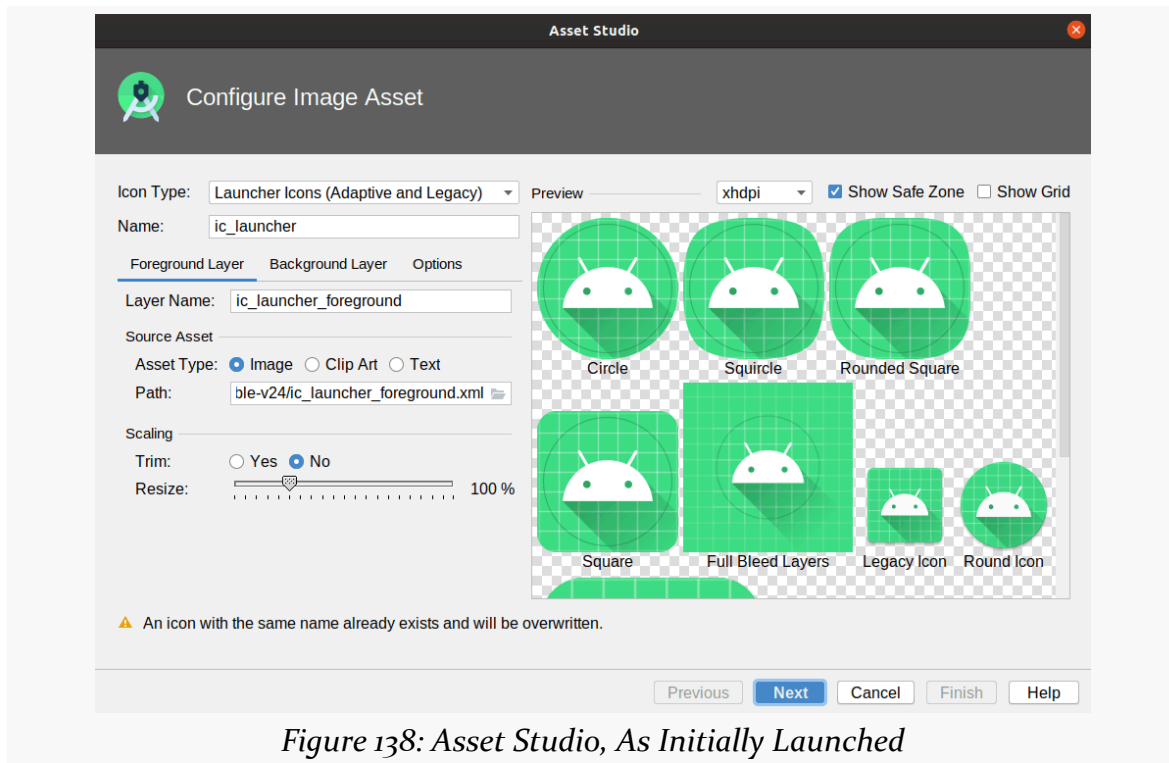 Asset Studio
Configure Image Asset
Icon Type: Launcher Icons (Adaptive and Legacy)
Name: ic_launcher
Foreground Layer Background Layer Options
Layer Name: ic_launcher_foreground
Source Asset
Asset Type: Image Clip Art Text
Path: ble-v24/ic_launcher_foreground.xml
Scaling
Trim: Yes No
Resize: 100 %
Preview xhdpi Show Safe Zone Show Grid
Circle Squircle Rounded Square
Square Full Bleed Layers Legacy Icon Round Icon
An icon with the same name already exists and will be overwritten.
Previous Next Cancel Finish Help
Figure 138: Asset Studio, As Initially Launched